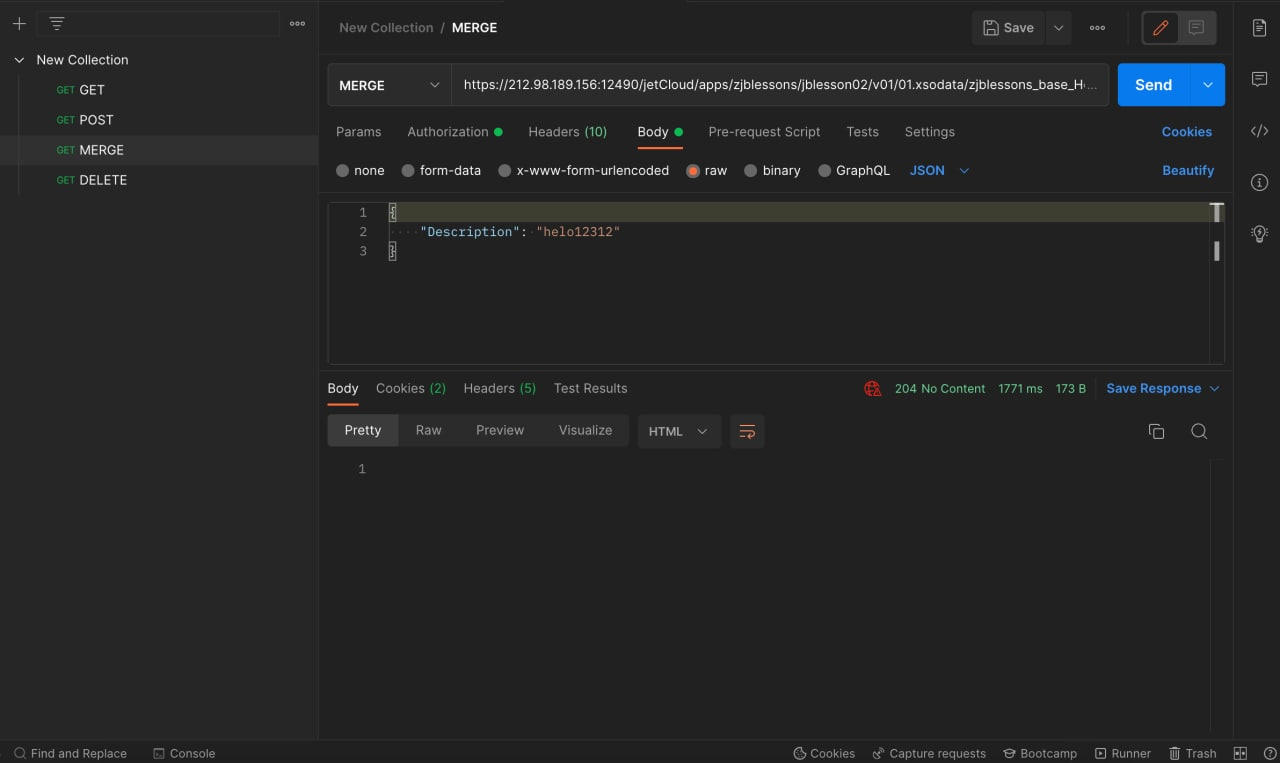 New Collection / MERGE
Save
New Collection
GET GET
GET POST
GET MERGE
GET DELETE
MERGE
https://212.98.189.156:12490/jetCloud/apps/zjblessons/jblesson02/v01/01.xsodata/zjblessons_base_H...
Send
Params Authorization Headers (10) Body Pre-request Script Tests Settings Cookies
none form-data x-www-form-urlencoded raw binary GraphQL JSON Beautify
1 {
2 "Description": "helo12312"
3 }
Body Cookies (2) Headers (5) Test Results 204 No Content 1771 ms 173 B Save Response
Pretty Raw Preview Visualize HTML
1
Find and Replace Console Cookies Capture requests Bootcamp Runner Trash